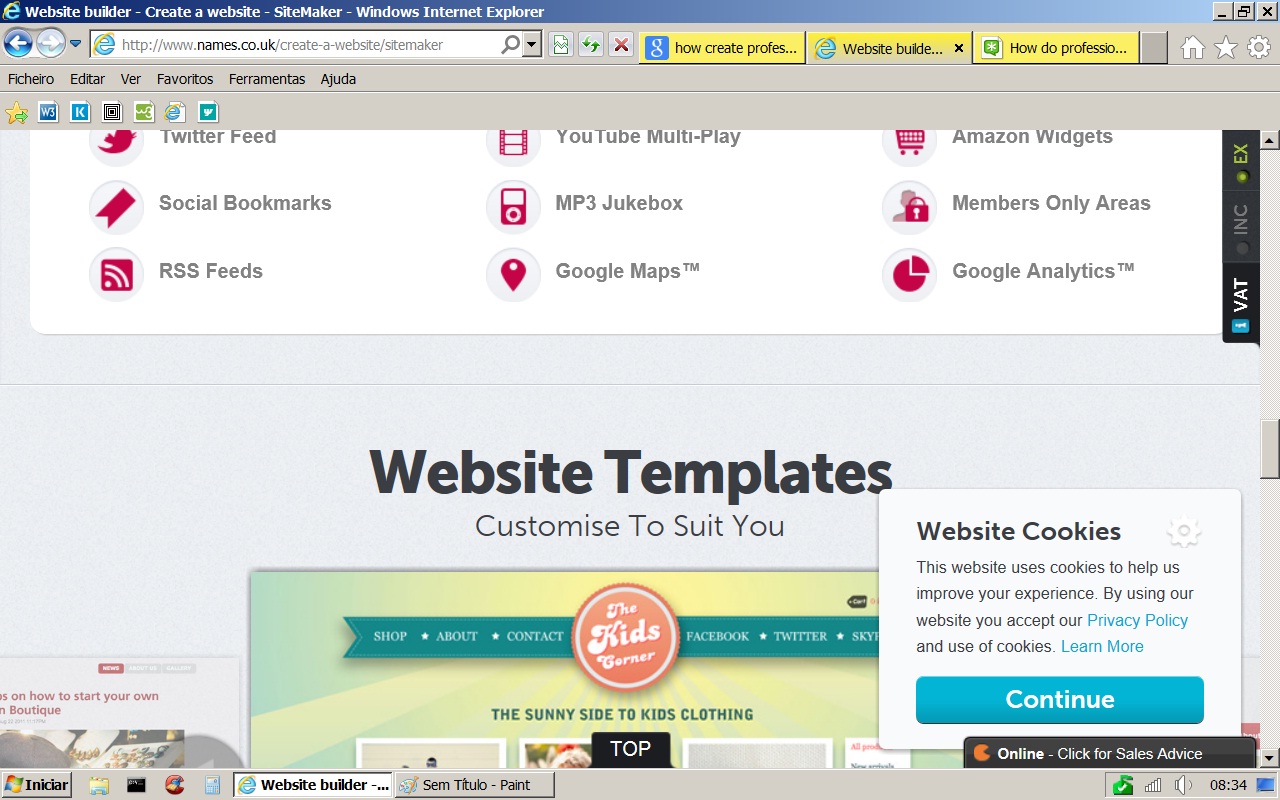 Website builder - Create a website - SiteMaker - Windows Internet Explorer
http://www.names.co.uk/create-a-website/sitemaker
how create profes...
Website builde...
How do professio...
Ficheiro Editar Ver Favoritos Ferramentas Ajuda
Twitter Feed
YouTube Multi-Play
Amazon Widgets
Social Bookmarks
MP3 Jukebox
Members Only Areas
RSS Feeds
Google Maps™
Google Analytics™
EX
INC
VAT
Website Templates
Customise To Suit You
Cart
SHOP ★ ABOUT ★ CONTACT
The
Kids
Corner
FACEBOOK ★ TWITTER ★ SKYP
THE SUNNY SIDE TO KIDS CLOTHING
NEWS ABOUT US GALLERY
os on how to start your own
n Boutique
All prod
New arrivals
TOP
Website Cookies
This website uses cookies to help us
improve your experience. By using our
website you accept our Privacy Policy
and use of cookies. Learn More
Continue
Online - Click for Sales Advice
Iniciar
Website builder -...
Sem Título - Paint
08:34